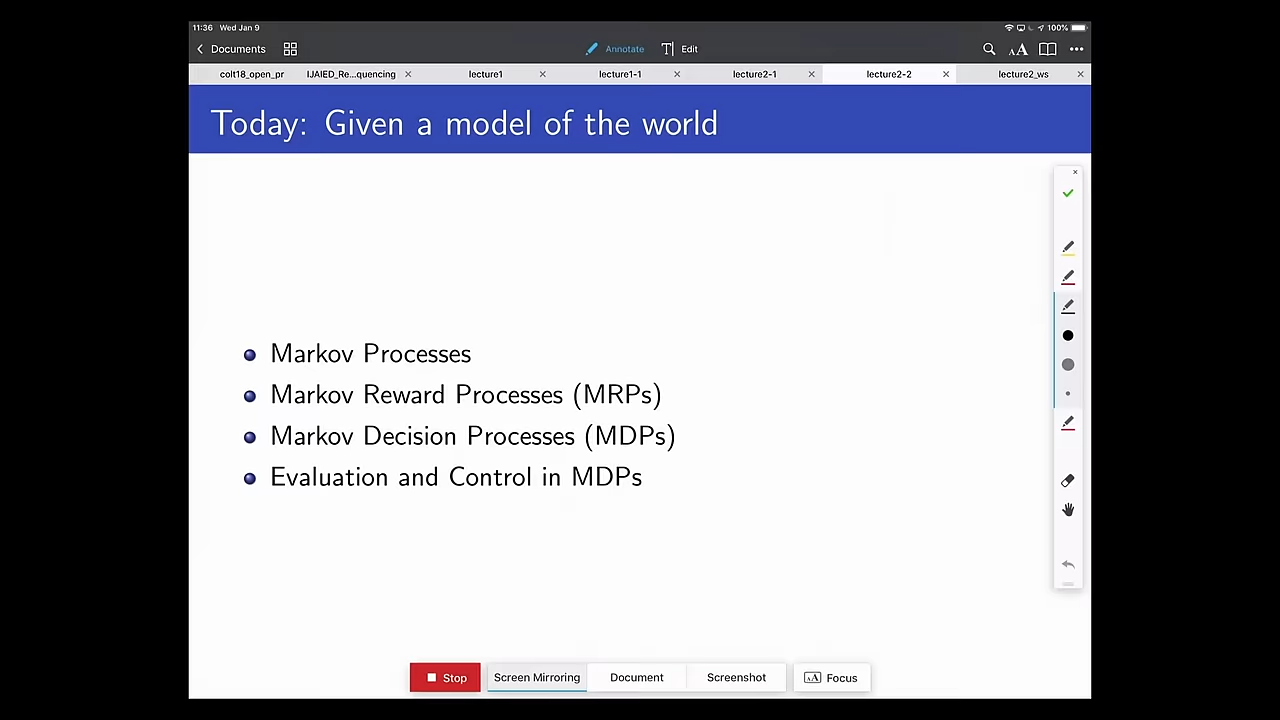 11:36 Wed Jan 9
100%
Documents
Annotate
Edit
AA
colt18_open_pr
IJAIED_Re...quencing
lecture1
lecture1-1
lecture2-1
lecture2-2
lecture2_ws
Today: Given a model of the world
Markov Processes
Markov Reward Processes (MRPs)
Markov Decision Processes (MDPs)
Evaluation and Control in MDPs
Stop
Screen Mirroring
Document
Screenshot
AA Focus